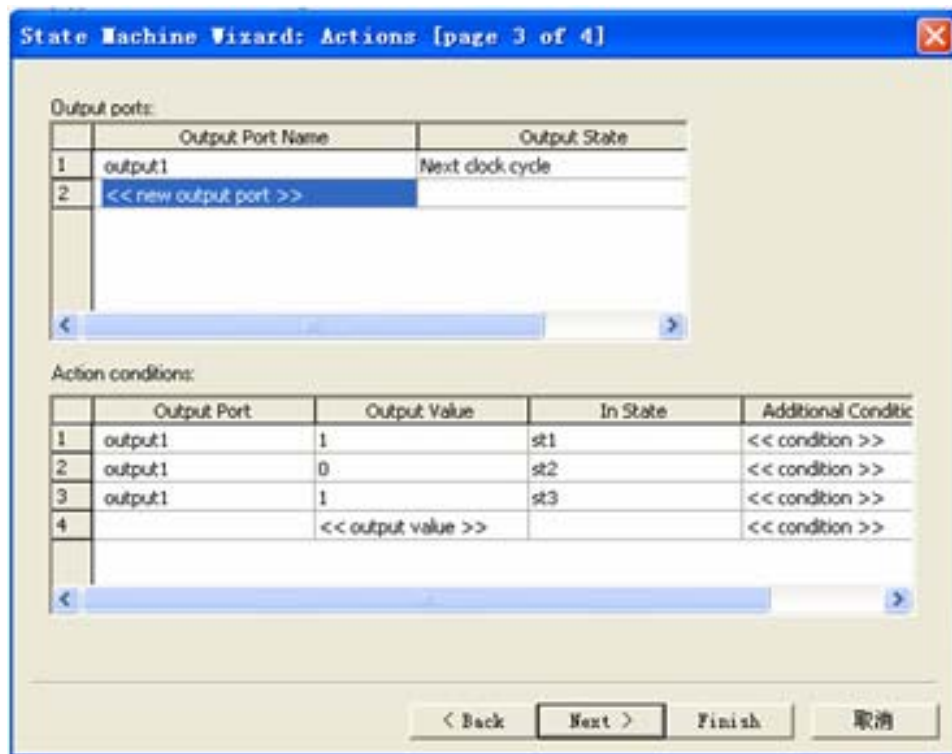 State Machine Wizard: Actions [page 3 of 4]
Output ports:
Output Port Name Output State
1 output1 Next clock cycle
2 << new output port >>
Action conditions:
Output Port Output Value In State Additional Conditic
1 output1 1 st1 << condition >>
2 output1 0 st2 << condition >>
3 output1 1 st3 << condition >>
4 << output value >> << condition >>
< Back Next > Finish 取消